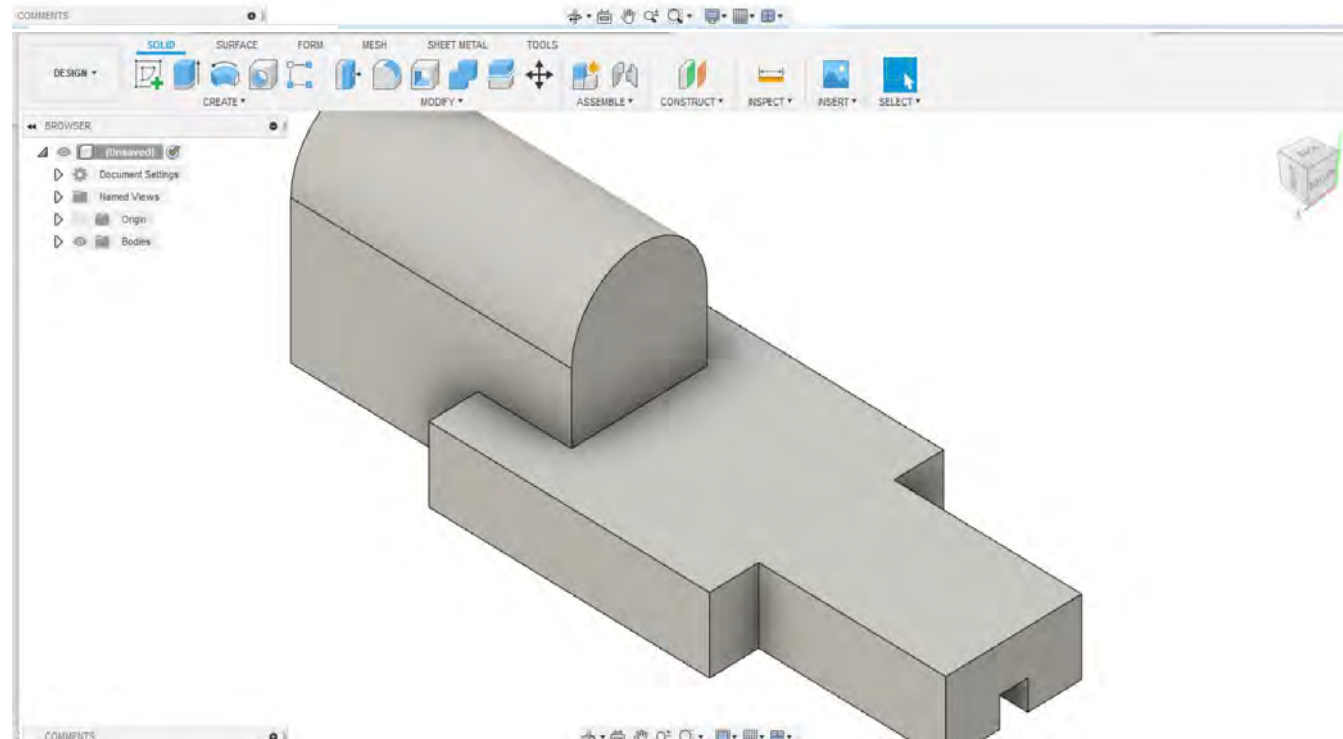 COMMENTS
SOLID SURFACE FORM MESH SHEET METAL TOOLS
DESIGN
CREATE MODIFY ASSEMBLE CONSTRUCT INSPECT INSERT SELECT
BROWSER
(Unsaved)
Document Settings
Named Views
Origin
Bodies
COMMENTS